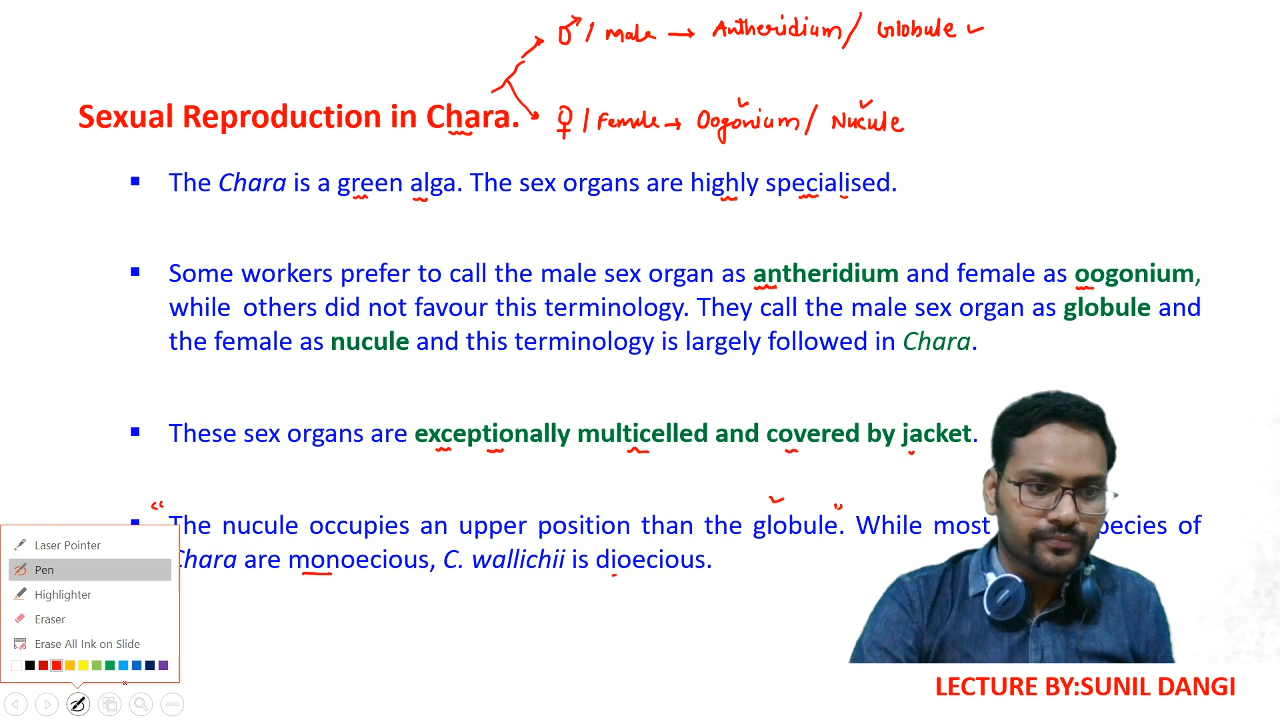 ♂ / male → Antheridium / Globule ✓
Sexual Reproduction in Chara.
♀ / Female → Oogonium / Nucule
▪ The Chara is a green alga. The sex organs are highly specialised.
▪ Some workers prefer to call the male sex organ as antheridium and female as oogonium,
while others did not favour this terminology. They call the male sex organ as globule and
the female as nucule and this terminology is largely followed in Chara.
▪ These sex organs are exceptionally multicelled and covered by jacket.
▪ “The nucule occupies an upper position than the globule.” While most species of
Chara are monoecious, C. wallichii is dioecious.
Laser Pointer
Pen
Highlighter
Eraser
Erase All Ink on Slide
LECTURE BY:SUNIL DANGI